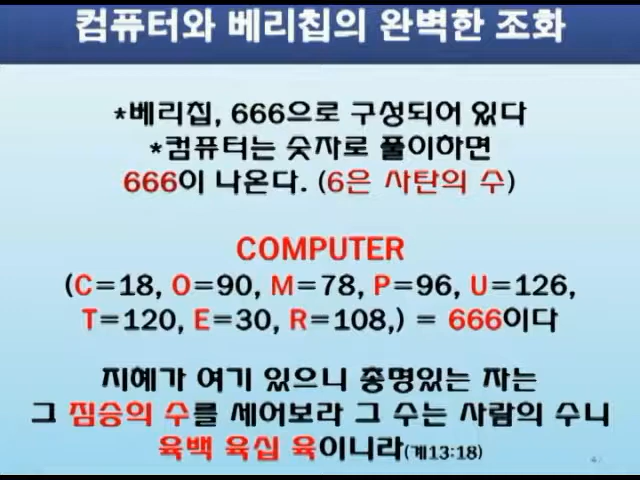 컴퓨터와 베리칩의 완벽한 조화
*베리칩, 666으로 구성되어 있다
*컴퓨터는 숫자로 풀이하면
666이 나온다. (6은 사탄의 수)
COMPUTER
(C=18, O=90, M=78, P=96, U=126,
T=120, E=30, R=108,) = 666이다
지혜가 여기 있으니 총명있는 자는
그 짐승의 수를 세어보라 그 수는 사람의 수니
육백 육십 육이니라(계13:18)